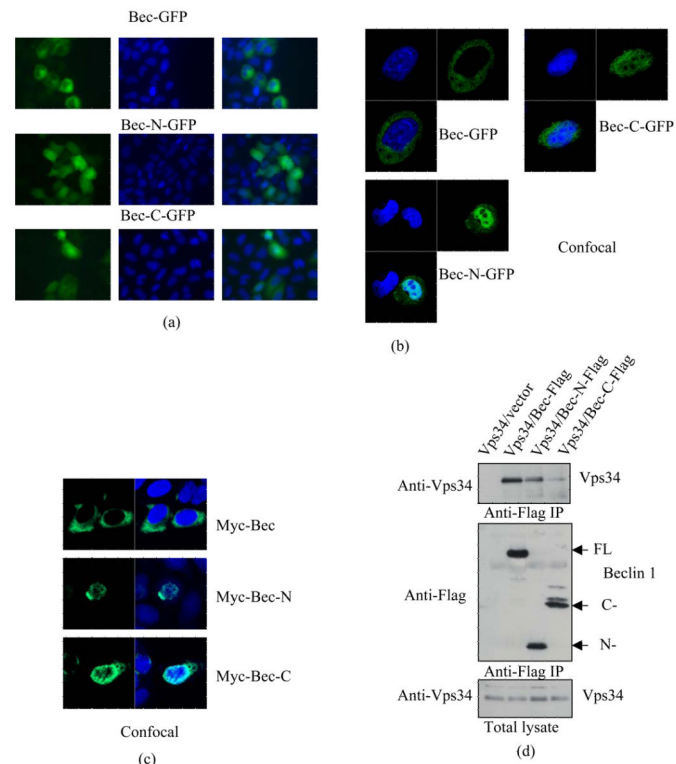 Bec-GFP
Bec-N-GFP
Bec-C-GFP
(a)
Bec-GFP
Bec-C-GFP
Bec-N-GFP
Confocal
(b)
Myc-Bec
Myc-Bec-N
Myc-Bec-C
Confocal
(c)
Vps34/vector
Vps34/Bec-Flag
Vps34/Bec-N-Flag
Vps34/Bec-C-Flag
Anti-Vps34
Vps34
Anti-Flag IP
FL
Beclin 1
Anti-Flag
C-
N-
Anti-Flag IP
Anti-Vps34
Vps34
Total lysate
(d)